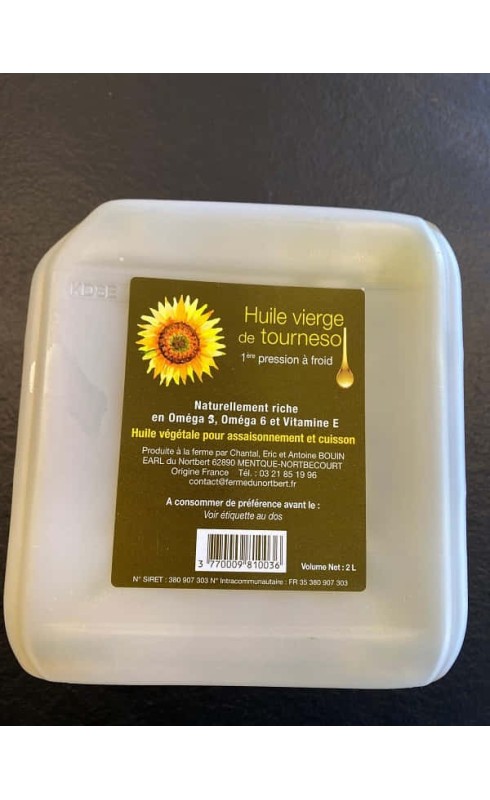 MDBE
Huile vierge
de tournesol
1ère pression à froid
Naturellement riche
en Oméga 3, Oméga 6 et Vitamine E
Huile végétale pour assaisonnement et cuisson
Produite à la ferme par Chantal, Eric et Antoine BOUIN
EARL du Nortbert 62890 MENTQUE-NORTBECOURT
Origine France Tél. : 03 21 85 19 96
contact@fermedunortbert.fr
A consommer de préférence avant le :
Voir étiquette au dos
3 770009 810036
Volume Net : 2 L
N° SIRET : 380 907 303 N° Intracommunautaire : FR 35 380 907 303